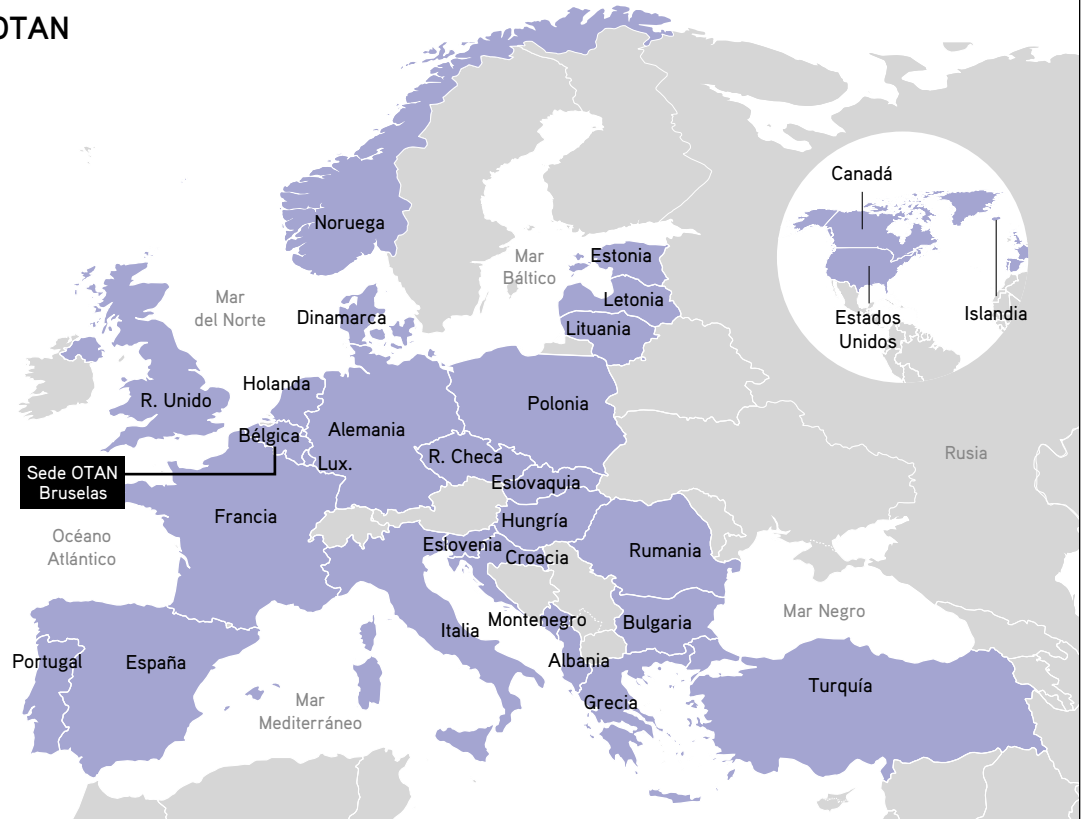 OTAN
Canadá
Noruega
Mar
Báltico
Estonia
Mar
del Norte
Letonia
Dinamarca
Estados
Unidos
Islandia
Lituania
Holanda
R. Unido
Polonia
Bélgica
Alemania
R. Checa
Rusia
Lux.
Sede OTAN
Bruselas
Eslovaquia
Francia
Hungría
Océano
Atlántico
Eslovenia
Croacia
Rumania
Mar Negro
Montenegro
Bulgaria
Italia
Portugal
España
Albania
Turquía
Mar
Mediterráneo
Grecia